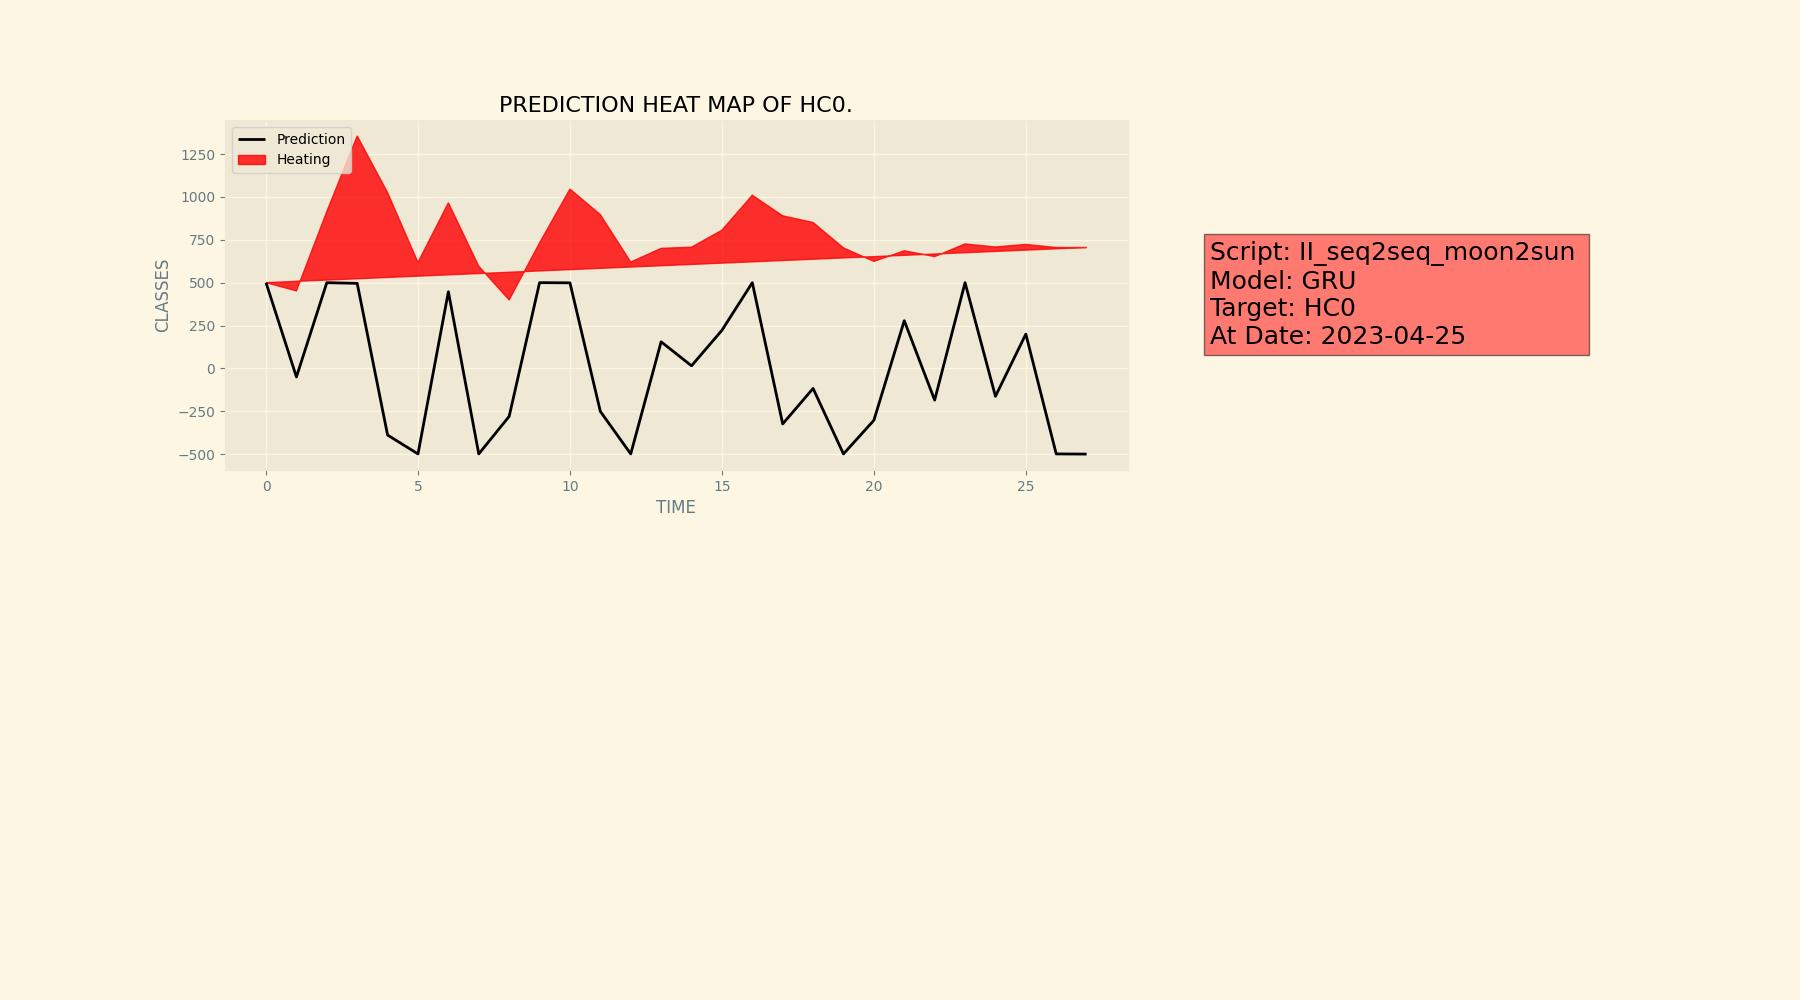 PREDICTION HEAT MAP OF HC0.
Prediction
Heating
1250
1000
750
500
250
0
−250
−500
CLASSES
0 5 10 15 20 25
TIME
Script: II_seq2seq_moon2sun
Model: GRU
Target: HC0
At Date: 2023-04-25